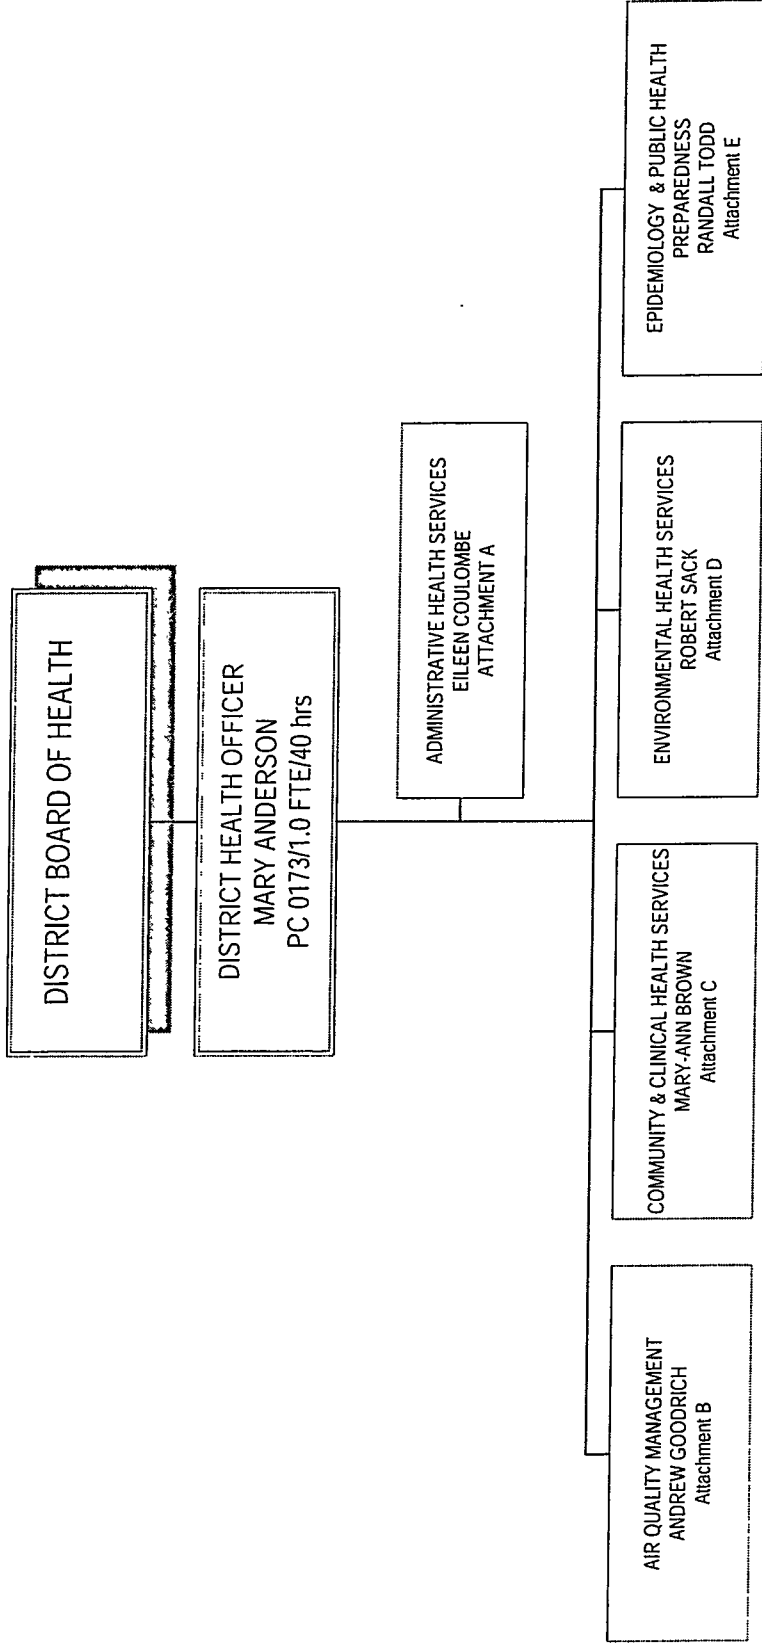 DISTRICT BOARD OF HEALTH
DISTRICT HEALTH OFFICER
MARY ANDERSON
PC 0173/1.0 FTE/40 hrs
ADMINISTRATIVE HEALTH SERVICES
EILEEN COULOMBE
ATTACHMENT A
AIR QUALITY MANAGEMENT
ANDREW GOODRICH
Attachment B
COMMUNITY & CLINICAL HEALTH SERVICES
MARY-ANN BROWN
Attachment C
ENVIRONMENTAL HEALTH SERVICES
ROBERT SACK
Attachment D
EPIDEMIOLOGY & PUBLIC HEALTH
PREPAREDNESS
RANDALL TODD
Attachment E